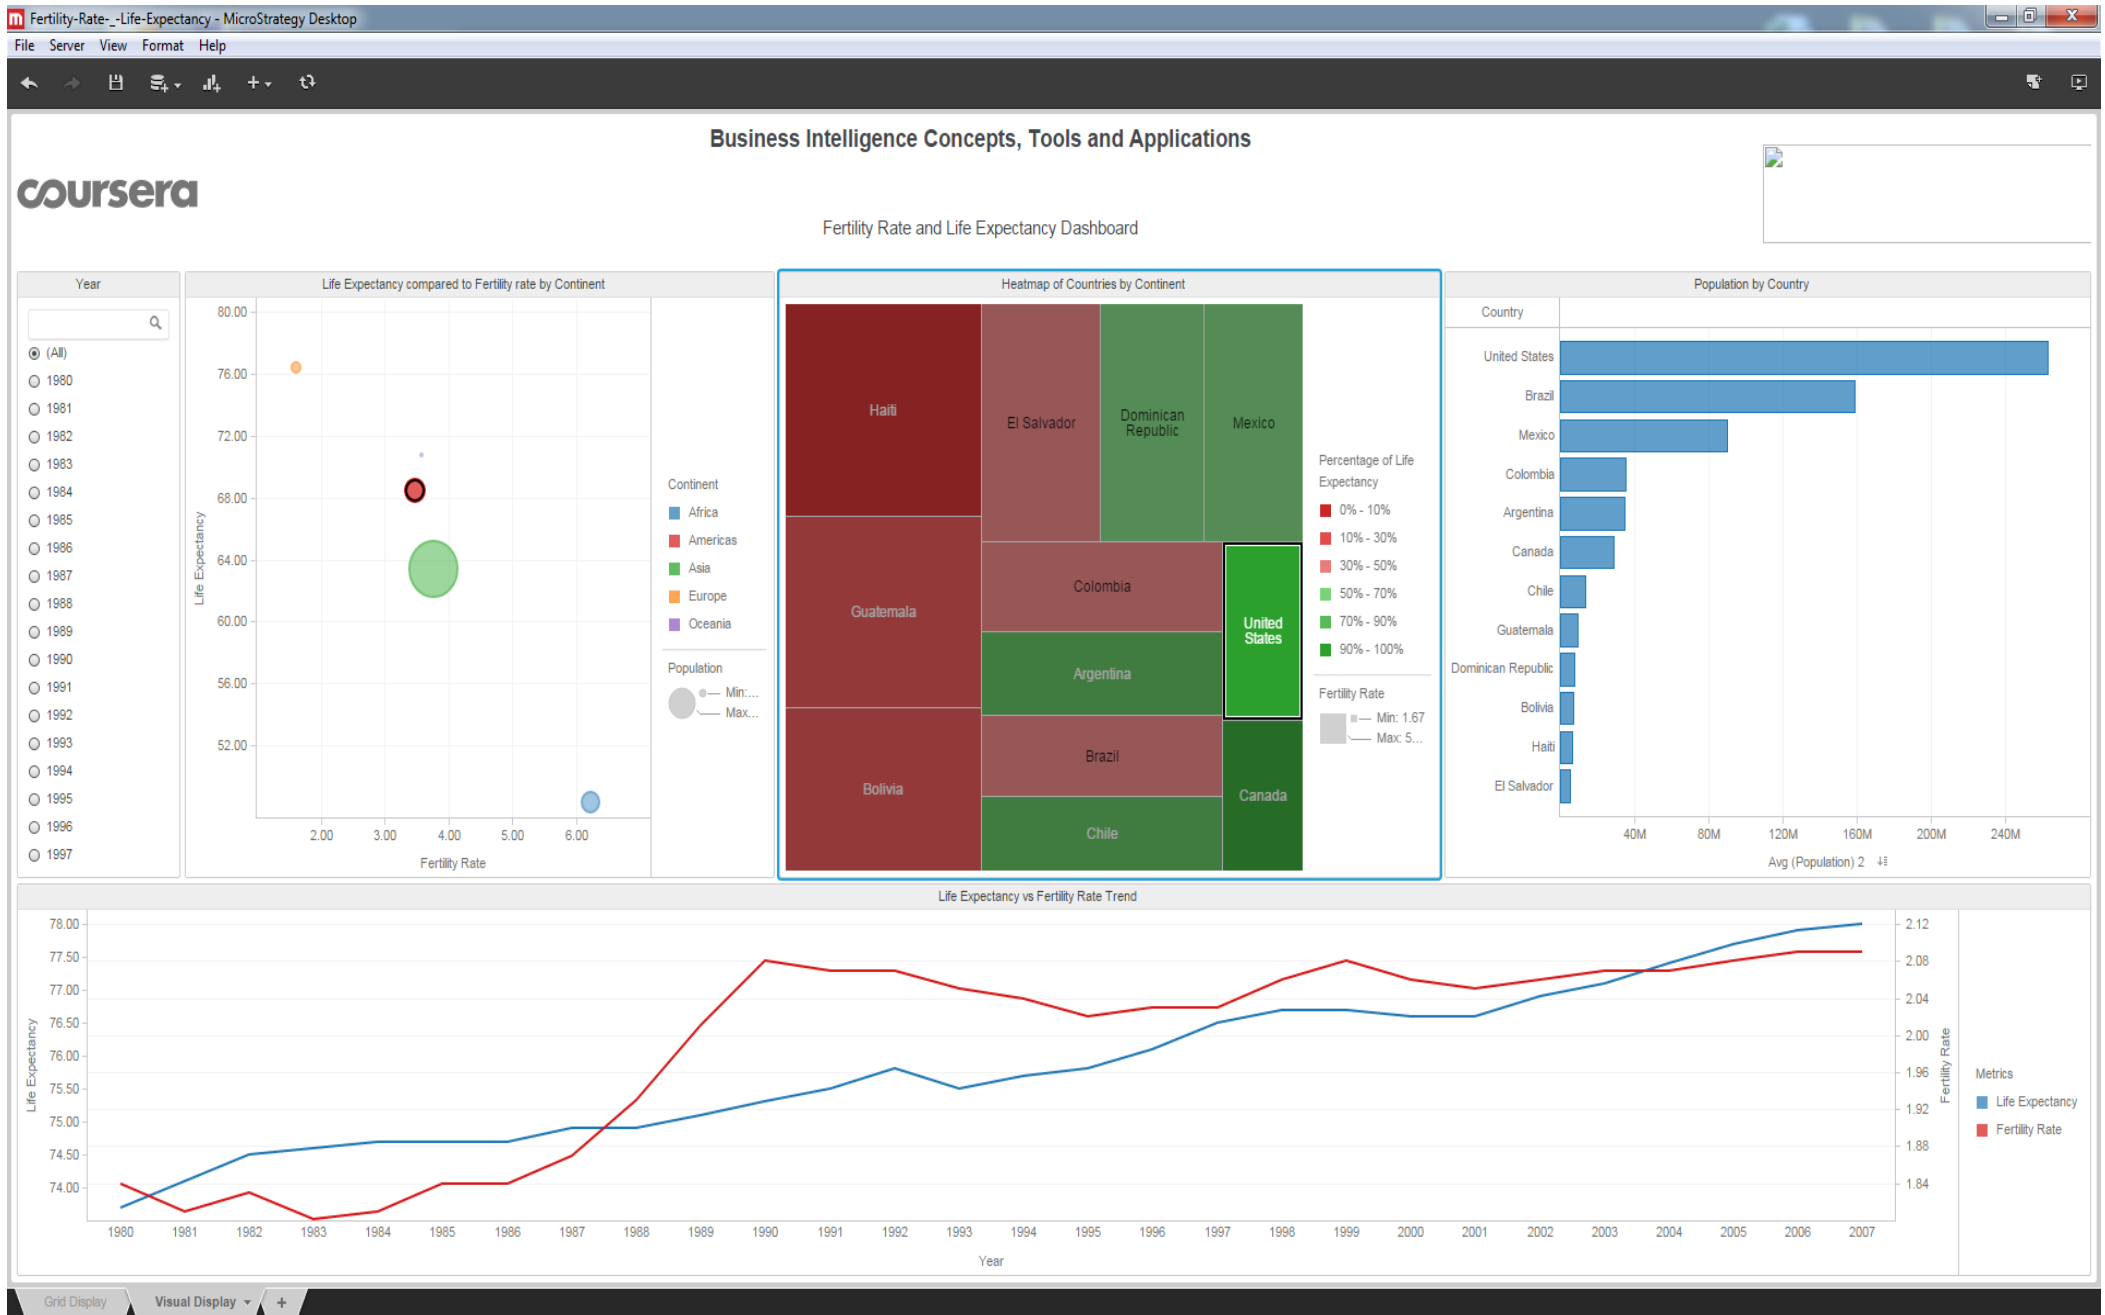 Fertility-Rate-_-Life-Expectancy - MicroStrategy Desktop
File Server View Format Help
Business Intelligence Concepts, Tools and Applications
coursera
Fertility Rate and Life Expectancy Dashboard
Year
(All)
1980
1981
1982
1983
1984
1985
1986
1987
1988
1989
1990
1991
1992
1993
1994
1995
1996
1997
Life Expectancy compared to Fertility rate by Continent
Life Expectancy
80.00
76.00
72.00
68.00
64.00
60.00
56.00
52.00
2.00 3.00 4.00 5.00 6.00
Fertility Rate
Continent
Africa
Americas
Asia
Europe
Oceania
Population
Min:...
Max...
Heatmap of Countries by Continent
Haiti
El Salvador
Dominican
Republic
Mexico
Guatemala
Colombia
Argentina
United
States
Bolivia
Brazil
Chile
Canada
Percentage of Life
Expectancy
0% - 10%
10% - 30%
30% - 50%
50% - 70%
70% - 90%
90% - 100%
Fertility Rate
Min: 1.67
Max: 5...
Population by Country
Country
United States
Brazil
Mexico
Colombia
Argentina
Canada
Chile
Guatemala
Dominican Republic
Bolivia
Haiti
El Salvador
40M 80M 120M 160M 200M 240M
Avg (Population) 2
Life Expectancy vs Fertility Rate Trend
Life Expectancy
78.00
77.50
77.00
76.50
76.00
75.50
75.00
74.50
74.00
1980 1981 1982 1983 1984 1985 1986 1987 1988 1989 1990 1991 1992 1993 1994 1995 1996 1997 1998 1999 2000 2001 2002 2003 2004 2005 2006 2007
Year
2.12
2.08
2.04
2.00
1.96
1.92
1.88
1.84
Fertility Rate
Metrics
Life Expectancy
Fertility Rate
Grid Display Visual Display